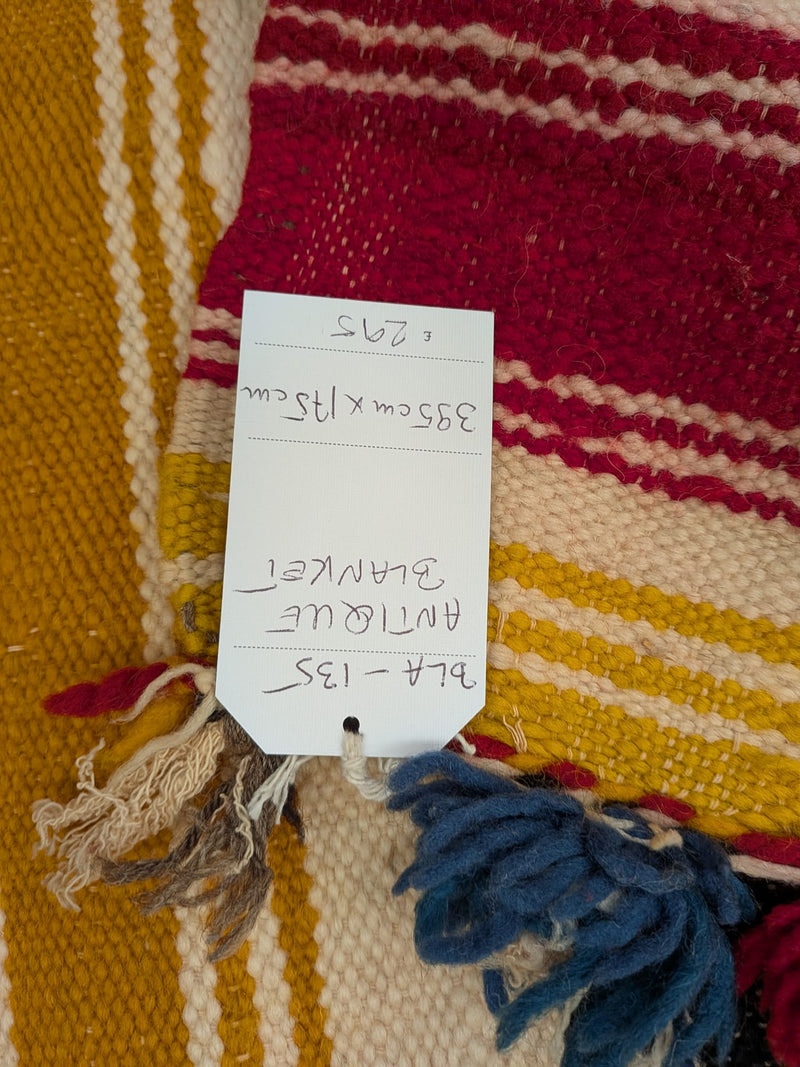 BLA-135
ANTIQUE
BLANKET
395cm x 175cm
£ 295